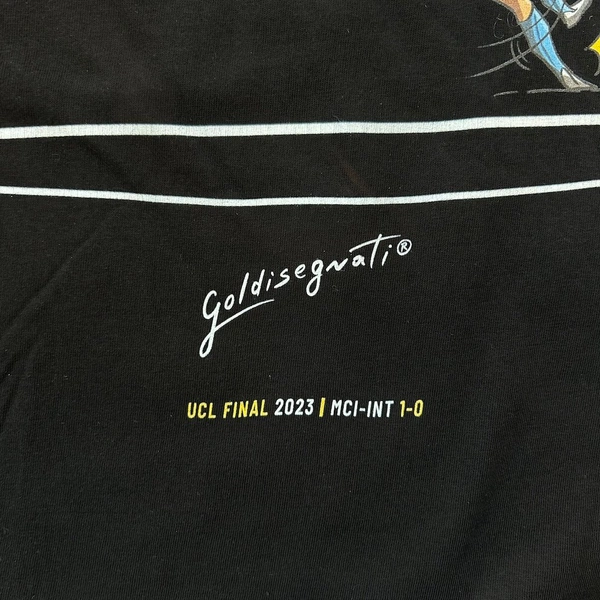 Goldisegnati®
UCL FINAL 2023 | MCI-INT 1-0